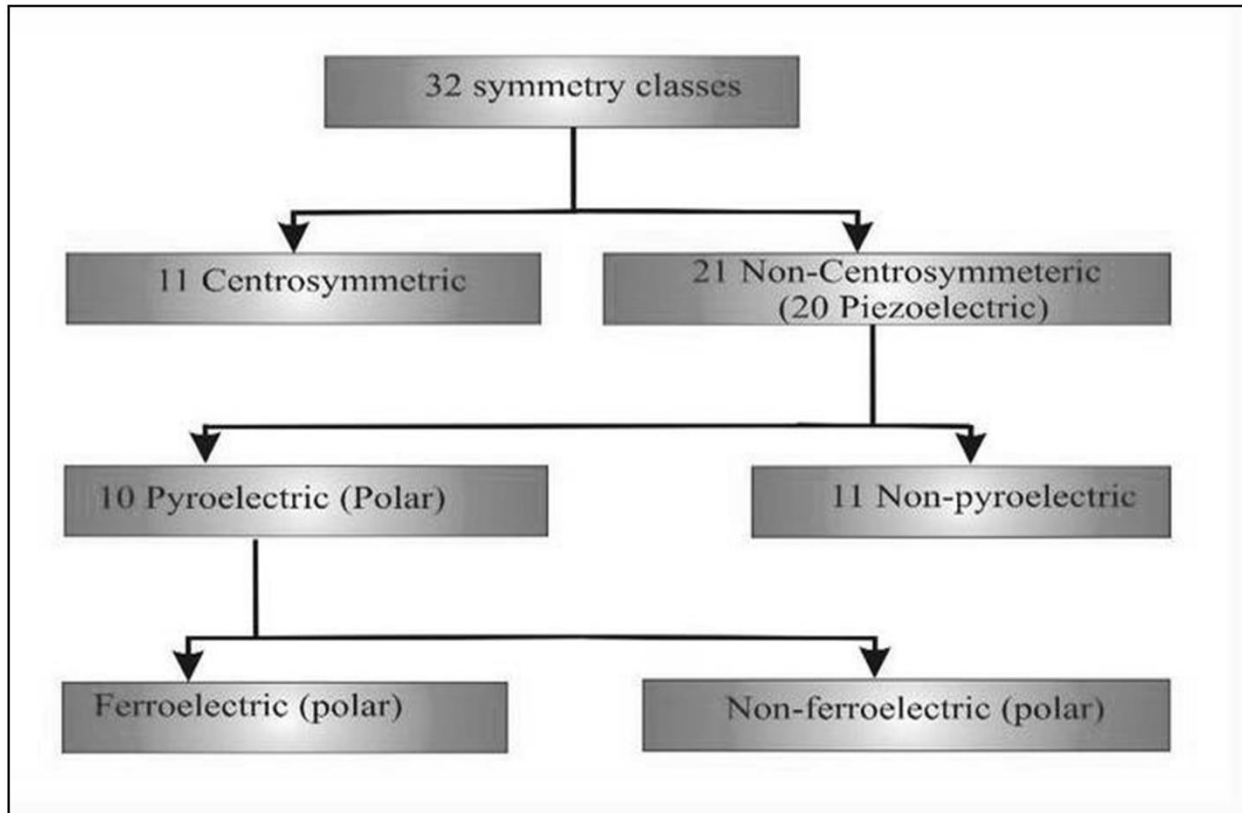 32 symmetry classes
11 Centrosymmetric
21 Non-Centrosymmeteric
(20 Piezoelectric)
10 Pyroelectric (Polar)
11 Non-pyroelectric
Ferroelectric (polar)
Non-ferroelectric (polar)